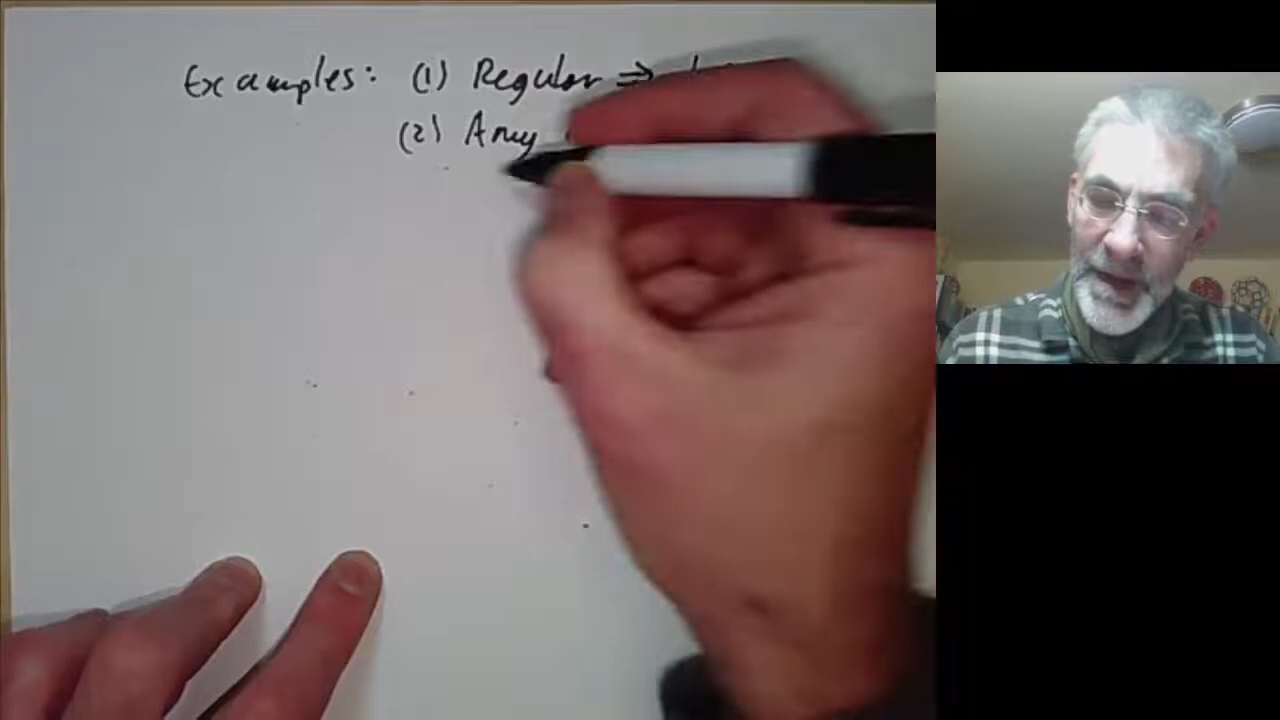 Examples: (1) Regular ⇒
(2) Any